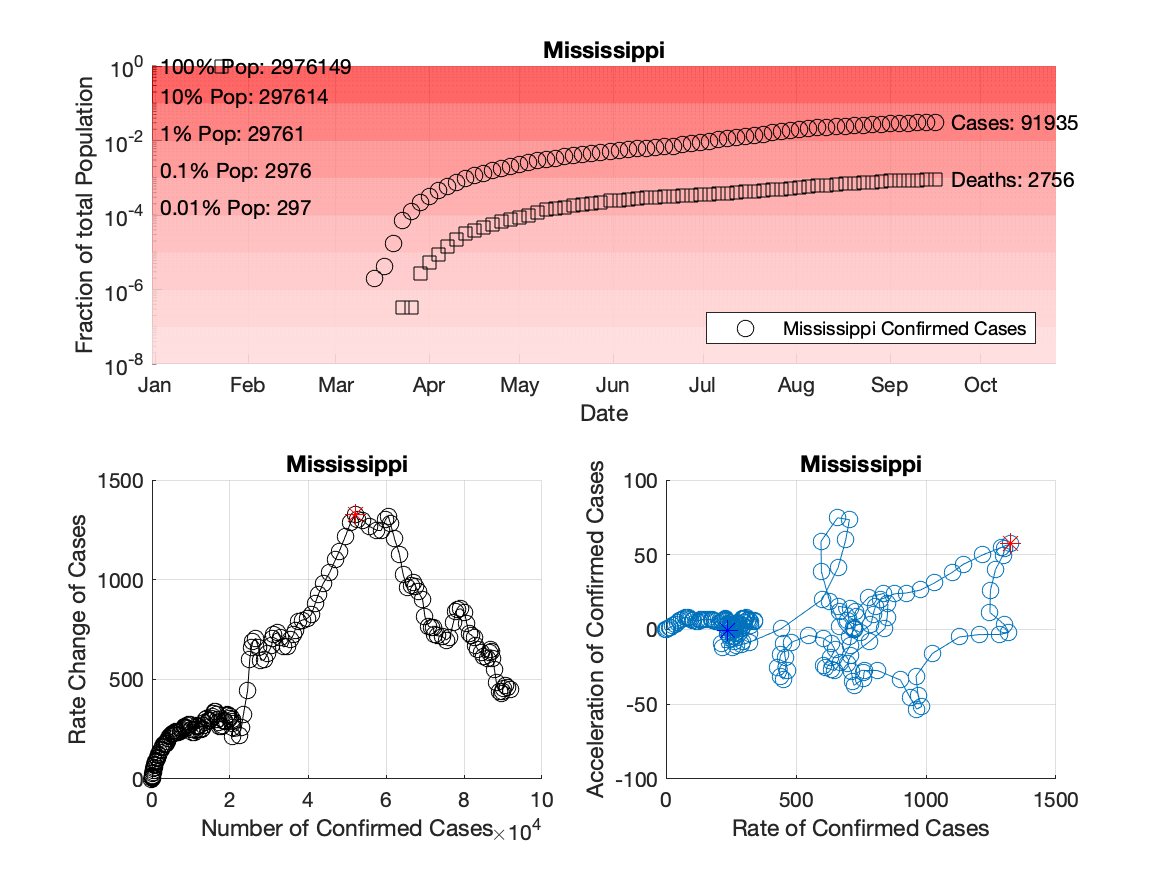 Mississippi
10^0
10^-2
10^-4
10^-6
10^-8
Fraction of total Population
100% Pop: 2976149
10% Pop: 297614
1% Pop: 29761
0.1% Pop: 2976
0.01% Pop: 297
Cases: 91935
Deaths: 2756
Mississippi Confirmed Cases
Jan Feb Mar Apr May Jun Jul Aug Sep Oct
Date
Mississippi
1500
1000
500
0
Rate Change of Cases
0 2 4 6 8 10
Number of Confirmed Cases
×10^4
Mississippi
100
50
0
-50
-100
Acceleration of Confirmed Cases
0 500 1000 1500
Rate of Confirmed Cases